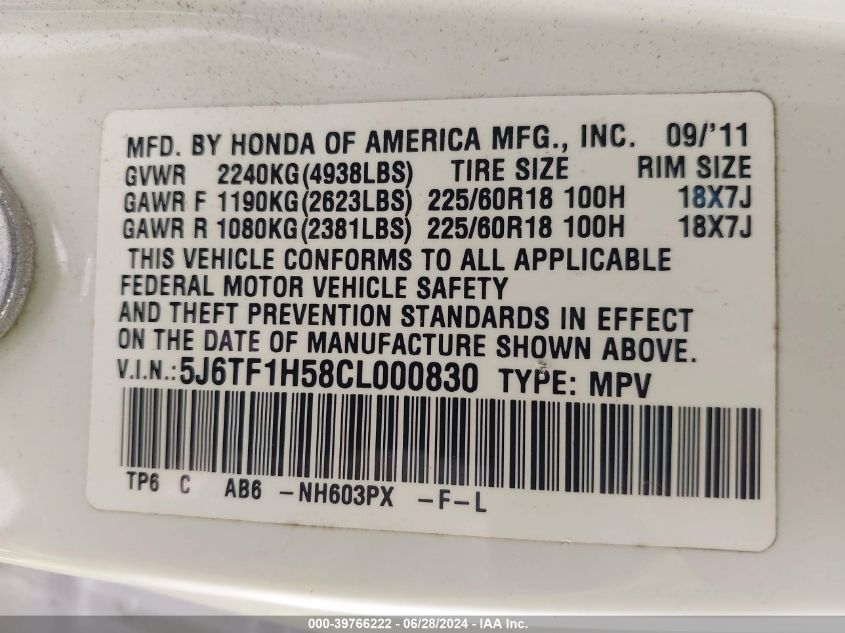 MFD. BY HONDA OF AMERICA MFG., INC. 09/'11
GVWR 2240KG(4938LBS) TIRE SIZE RIM SIZE
GAWR F 1190KG(2623LBS) 225/60R18 100H 18X7J
GAWR R 1080KG(2381LBS) 225/60R18 100H 18X7J
THIS VEHICLE CONFORMS TO ALL APPLICABLE
FEDERAL MOTOR VEHICLE SAFETY
AND THEFT PREVENTION STANDARDS IN EFFECT
ON THE DATE OF MANUFACTURE SHOWN ABOVE.
V.I.N.:5J6TF1H58CL000830 TYPE: MPV
TP6 C AB6 -NH603PX -F-L
000-39766222 - 06/28/2024 - IAA Inc.